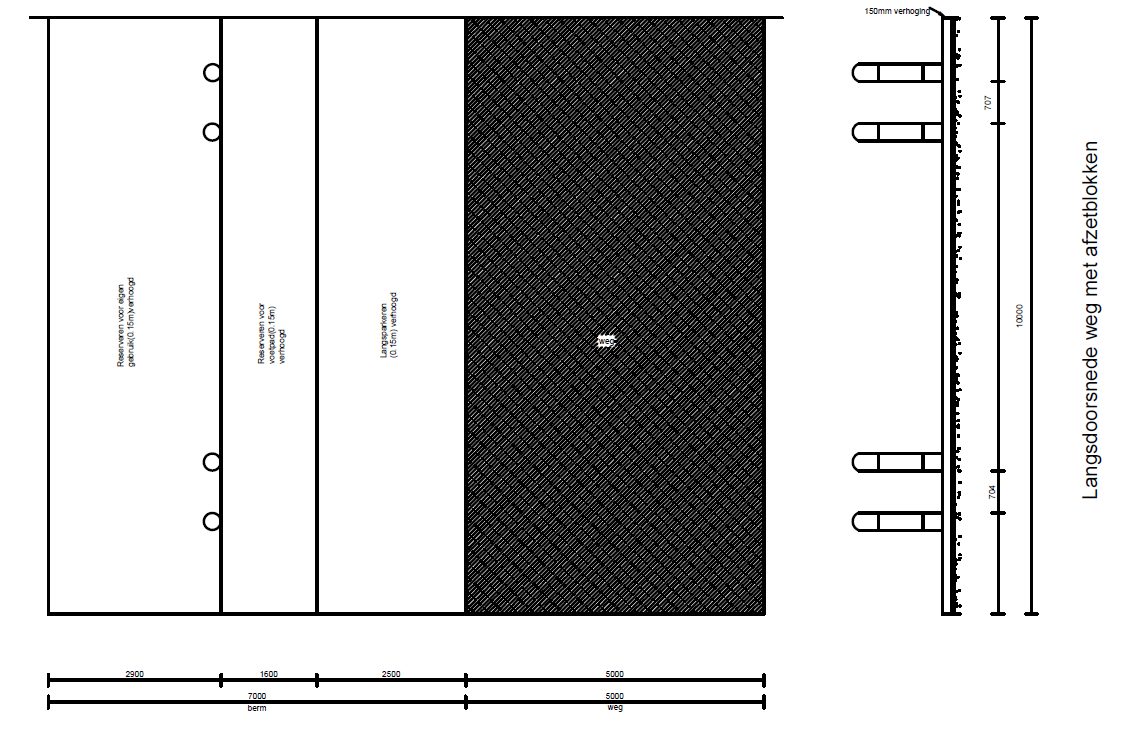 150mm verhoging
707
Reserveren voor eigen
gebruik(0.15m)verhoogd
Reserveren voor
voetpad(0.15m)
verhoogd
Langsparkeren
(0.15m) verhoogd
weg
10000
Langsdoorsnede weg met afzetblokken
704
2900
1600
2500
5000
7000
5000
berm
weg